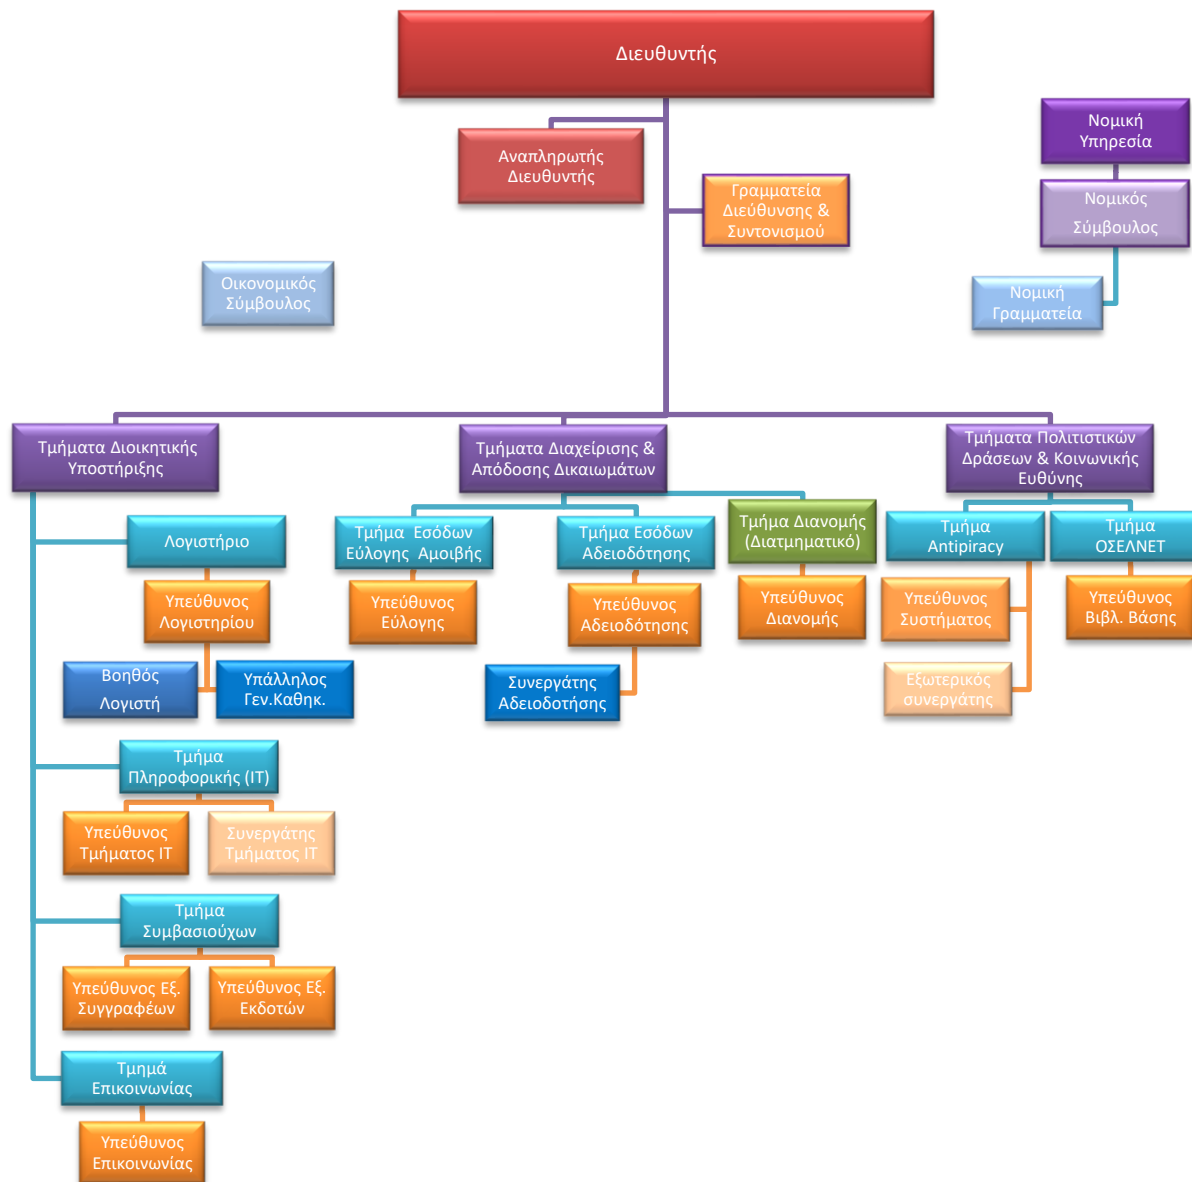 Διευθυντής
Αναπληρωτής
Διευθυντής
Γραμματεία
Διεύθυνσης &
Συντονισμού
Νομική
Υπηρεσία
Νομικός
Σύμβουλος
Νομική
Γραμματεία
Οικονομικός
Σύμβουλος
Τμήματα Διοικητικής
Υποστήριξης
Τμήματα Διαχείρισης &
Απόδοσης Δικαιωμάτων
Τμήματα Πολιτιστικών
Δράσεων & Κοινωνικής
Ευθύνης
Λογιστήριο
Υπεύθυνος
Λογιστηρίου
Βοηθός
Λογιστή
Υπάλληλος
Γεν.Καθηκ.
Τμήμα
Πληροφορικής (IT)
Υπεύθυνος
Τμήματος IT
Συνεργάτης
Τμήματος IT
Τμήμα
Συμβασιούχων
Υπεύθυνος Εξ.
Συγγραφέων
Υπεύθυνος Εξ.
Εκδοτών
Τμημά
Επικοινωνίας
Υπεύθυνος
Επικοινωνίας
Τμήμα Εσόδων
Εύλογης Αμοιβής
Υπεύθυνος
Εύλογης
Τμήμα Εσόδων
Αδειοδότησης
Υπεύθυνος
Αδειοδότησης
Συνεργάτης
Αδειοδοτήσης
Τμήμα Διανομής
(Διατμηματικό)
Υπεύθυνος
Διανομής
Τμήμα
Antipiracy
Υπεύθυνος
Συστήματος
Εξωτερικός
συνεργάτης
Τμήμα
ΟΣΕΛΝΕΤ
Υπεύθυνος
Βιβλ. Βάσης